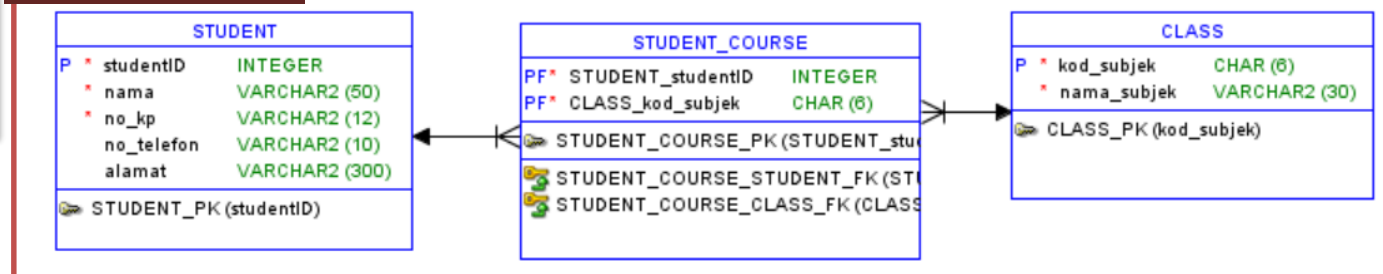 STUDENT
P * studentID INTEGER
* nama VARCHAR2 (50)
* no_kp VARCHAR2 (12)
no_telefon VARCHAR2 (10)
alamat VARCHAR2 (300)
STUDENT_PK (studentID)
STUDENT_COURSE
PF* STUDENT_studentID INTEGER
PF* CLASS_kod_subjek CHAR (6)
STUDENT_COURSE_PK (STUDENT_stu
STUDENT_COURSE_STUDENT_FK (STU
STUDENT_COURSE_CLASS_FK (CLASS
CLASS
P * kod_subjek CHAR (6)
* nama_subjek VARCHAR2 (30)
CLASS_PK (kod_subjek)